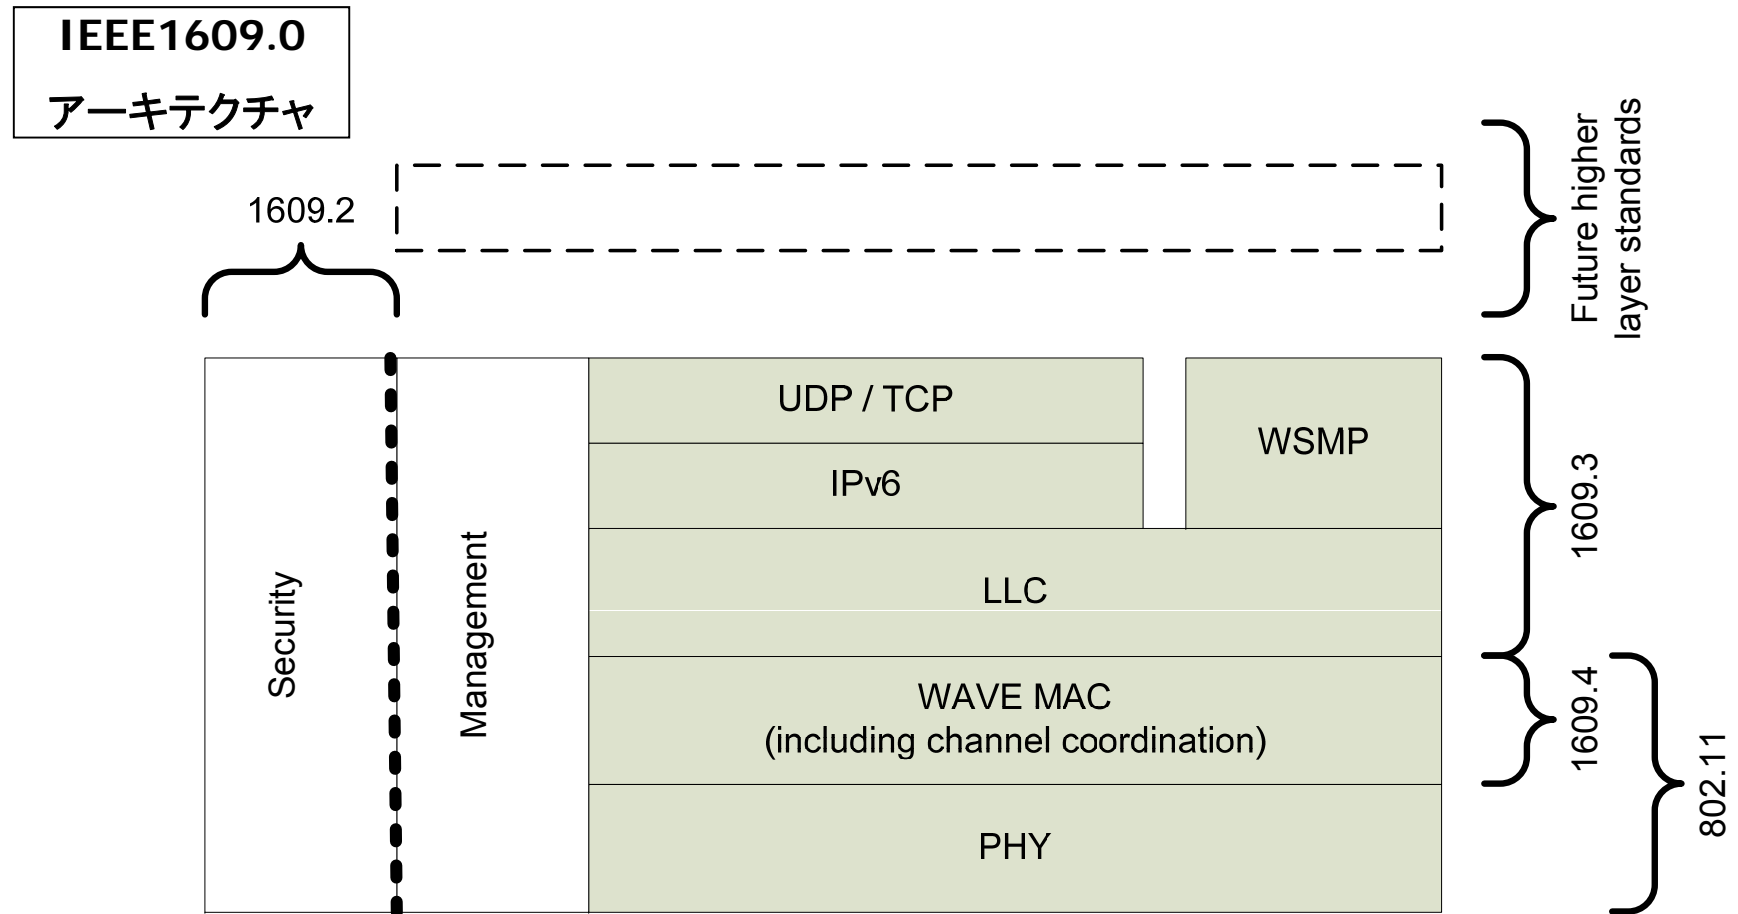 IEEE1609.0
アーキテクチャ
1609.2
Future higher
layer standards
UDP / TCP
WSMP
IPv6
1609.3
Security
Management
LLC
WAVE MAC
(including channel coordination)
1609.4
802.11
PHY